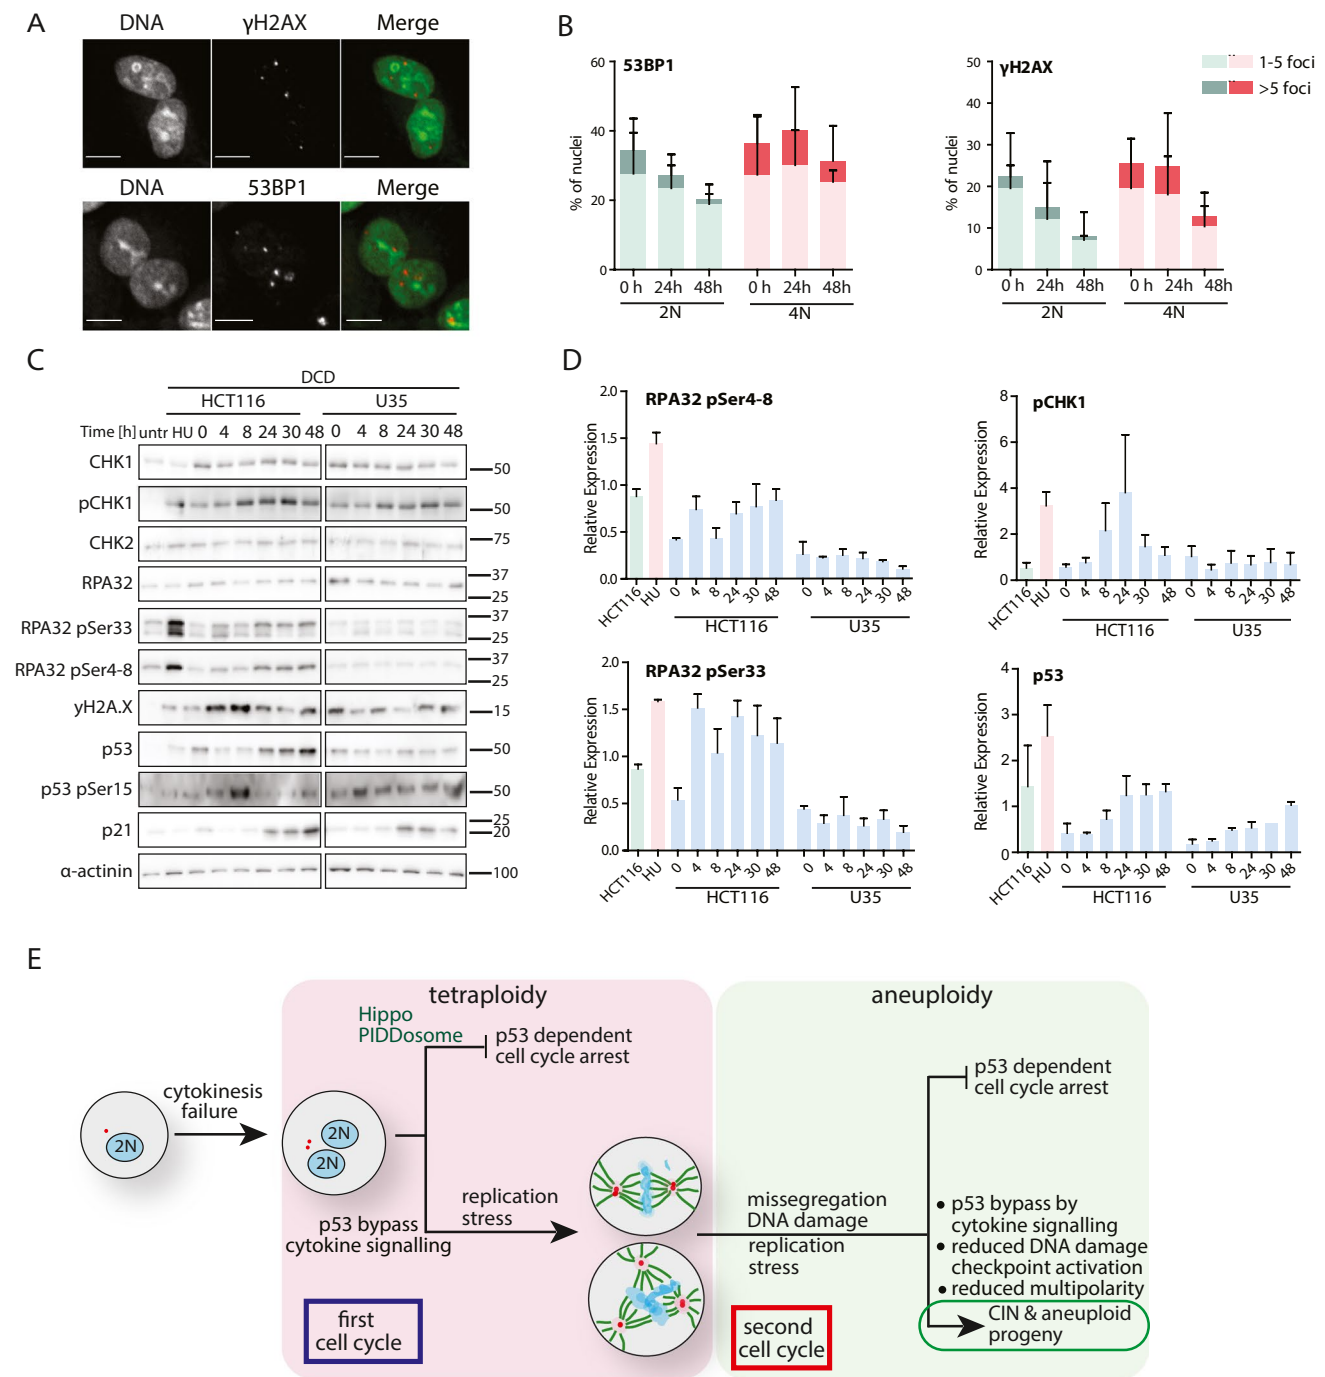 A
DNA
γH2AX
Merge
DNA
53BP1
Merge
B
53BP1
% of nuclei
60
40
20
0
0 h 24h 48h 0 h 24h 48h
2N 4N
γH2AX
% of nuclei
50
40
30
20
10
0
0 h 24h 48h 0 h 24h 48h
2N 4N
1-5 foci
>5 foci
C
DCD
HCT116 U35
Time [h] untr HU 0 4 8 24 30 48 0 4 8 24 30 48
CHK1 50
pCHK1 50
CHK2 75
RPA32 37
25
RPA32 pSer33 37
25
RPA32 pSer4-8 37
25
yH2A.X 15
p53 50
p53 pSer15 50
p21 25
20
α-actinin 100
D
RPA32 pSer4-8
Relative Expression
2.0
1.5
1.0
0.5
0.0
HCT116 HU 0 4 8 24 30 48 0 4 8 24 30 48
HCT116 U35
pCHK1
Relative Expression
8
6
4
2
0
HCT116 HU 0 4 8 24 30 48 0 4 8 24 30 48
HCT116 U35
RPA32 pSer33
Relative Expression
2.0
1.5
1.0
0.5
0.0
HCT116 HU 0 4 8 24 30 48 0 4 8 24 30 48
HCT116 U35
p53
Relative Expression
4
3
2
1
0
HCT116 HU 0 4 8 24 30 48 0 4 8 24 30 48
HCT116 U35
E
tetraploidy
aneuploidy
Hippo
PIDDosome
p53 dependent
cell cycle arrest
p53 dependent
cell cycle arrest
cytokinesis
failure
2N
2N
2N
replication
stress
p53 bypass
cytokine signalling
missegregation
DNA damage
replication
stress
• p53 bypass by
cytokine signalling
• reduced DNA damage
checkpoint activation
• reduced multipolarity
CIN & aneuploid
progeny
first
cell cycle
second
cell cycle